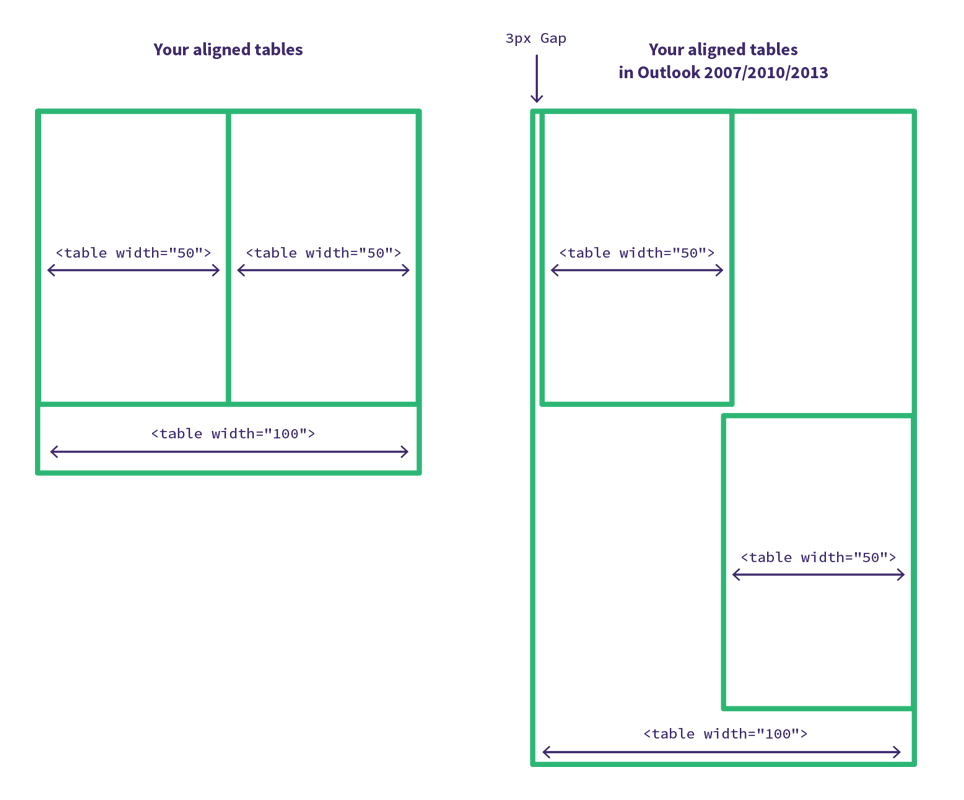 Your aligned tables
<table width="50">
<table width="50">
<table width="100">
3px Gap
Your aligned tables
in Outlook 2007/2010/2013
<table width="50">
<table width="50">
<table width="100">